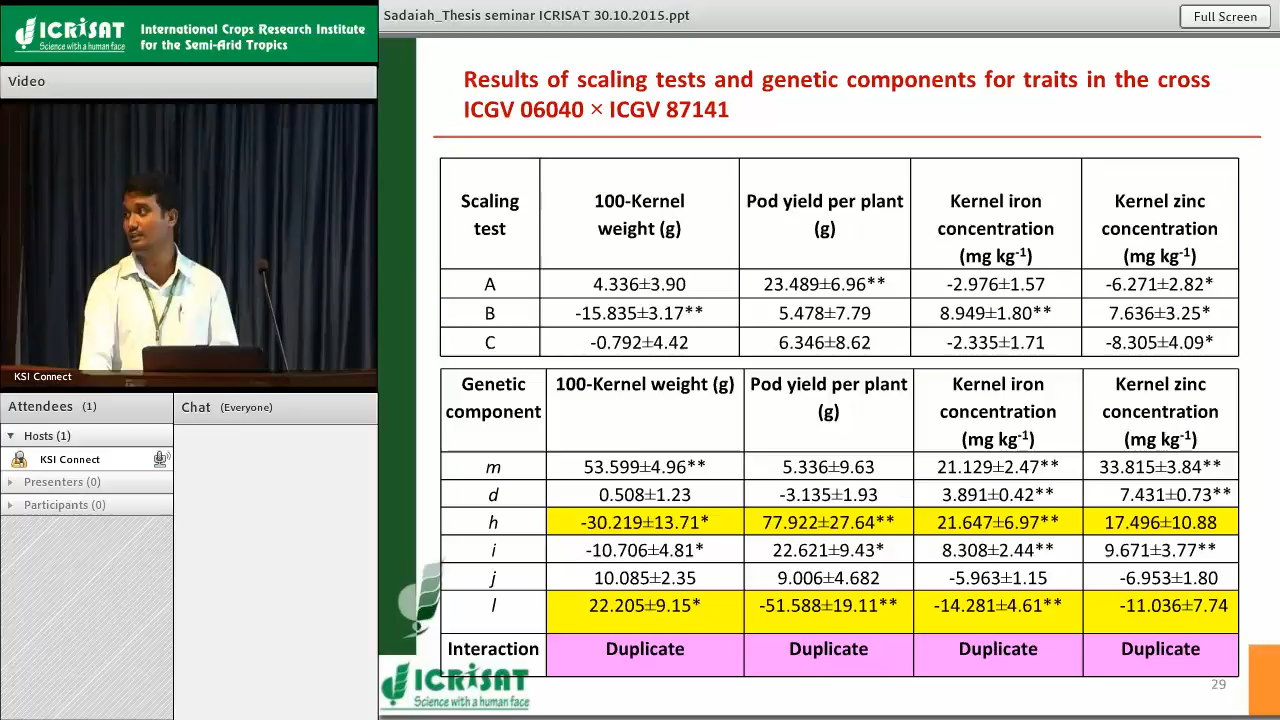 Sadaiah_Thesis seminar ICRISAT 30.10.2015.ppt
Full Screen
ICRISAT
Science with a human face
International Crops Research Institute
for the Semi-Arid Tropics
Video
KSI Connect
Attendees (1)
Hosts (1)
KSI Connect
Presenters (0)
Participants (0)
Chat (Everyone)
Results of scaling tests and genetic components for traits in the cross
ICGV 06040 × ICGV 87141
Scaling test 100-Kernel weight (g) Pod yield per plant (g) Kernel iron concentration (mg kg-1) Kernel zinc concentration (mg kg-1)
A 4.336±3.90 23.489±6.96** -2.976±1.57 -6.271±2.82*
B -15.835±3.17** 5.478±7.79 8.949±1.80** 7.636±3.25*
C -0.792±4.42 6.346±8.62 -2.335±1.71 -8.305±4.09*
Genetic component 100-Kernel weight (g) Pod yield per plant (g) Kernel iron concentration (mg kg-1) Kernel zinc concentration (mg kg-1)
m 53.599±4.96** 5.336±9.63 21.129±2.47** 33.815±3.84**
d 0.508±1.23 -3.135±1.93 3.891±0.42** 7.431±0.73**
h -30.219±13.71* 77.922±27.64** 21.647±6.97** 17.496±10.88
i -10.706±4.81* 22.621±9.43* 8.308±2.44** 9.671±3.77**
j 10.085±2.35 9.006±4.682 -5.963±1.15 -6.953±1.80
l 22.205±9.15* -51.588±19.11** -14.281±4.61** -11.036±7.74
Interaction Duplicate Duplicate Duplicate Duplicate
ICRISAT
Science with a human face
29